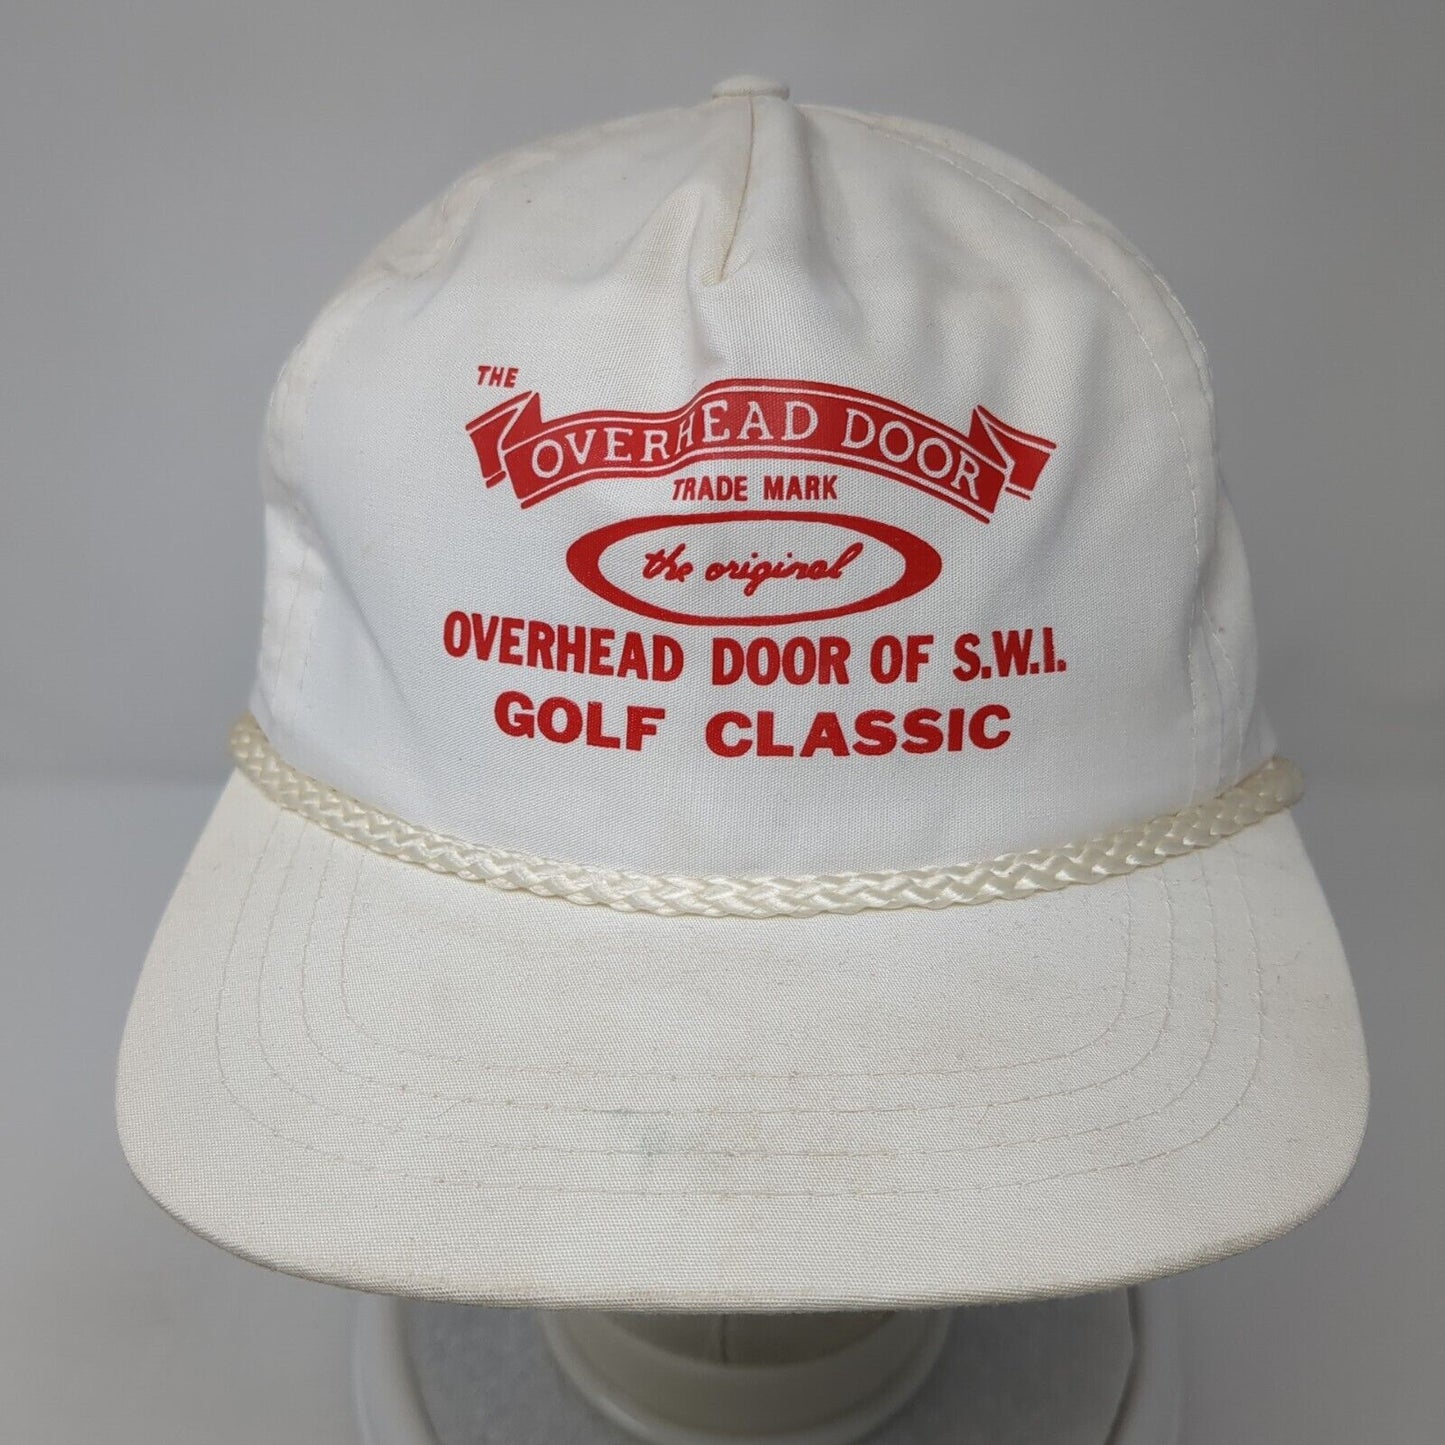 THE
OVERHEAD DOOR
TRADE MARK
the original
OVERHEAD DOOR OF S.W.I.
GOLF CLASSIC